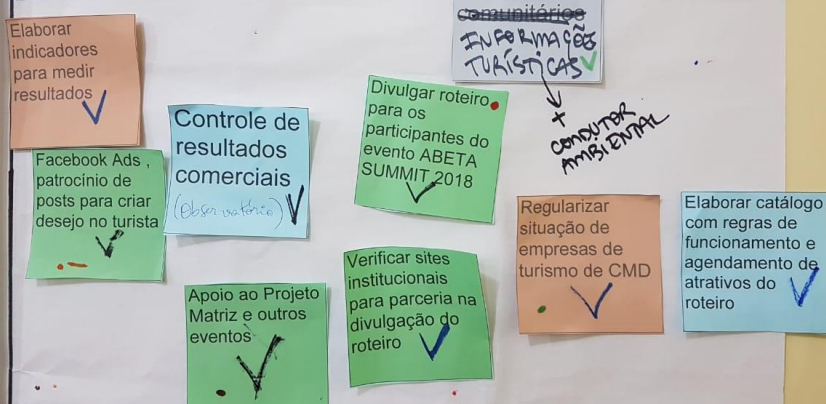 Elaborar
indicadores
para medir
resultados
Facebook Ads ,
patrocínio de
posts para criar
desejo no turista
Controle de
resultados
comerciais
(observatório)
Apoio ao Projeto
Matriz e outros
eventos
Divulgar roteiro
para os
participantes do
evento ABETA
SUMMIT 2018
Verificar sites
institucionais
para parceria na
divulgação do
roteiro
comunitários
INFORMAÇÕES
TURÍSTICAS
+
CONDUTOR
AMBIENTAL
Regularizar
situação de
empresas de
turismo de CMD
Elaborar catálogo
com regras de
funcionamento e
agendamento de
atrativos do
roteiro